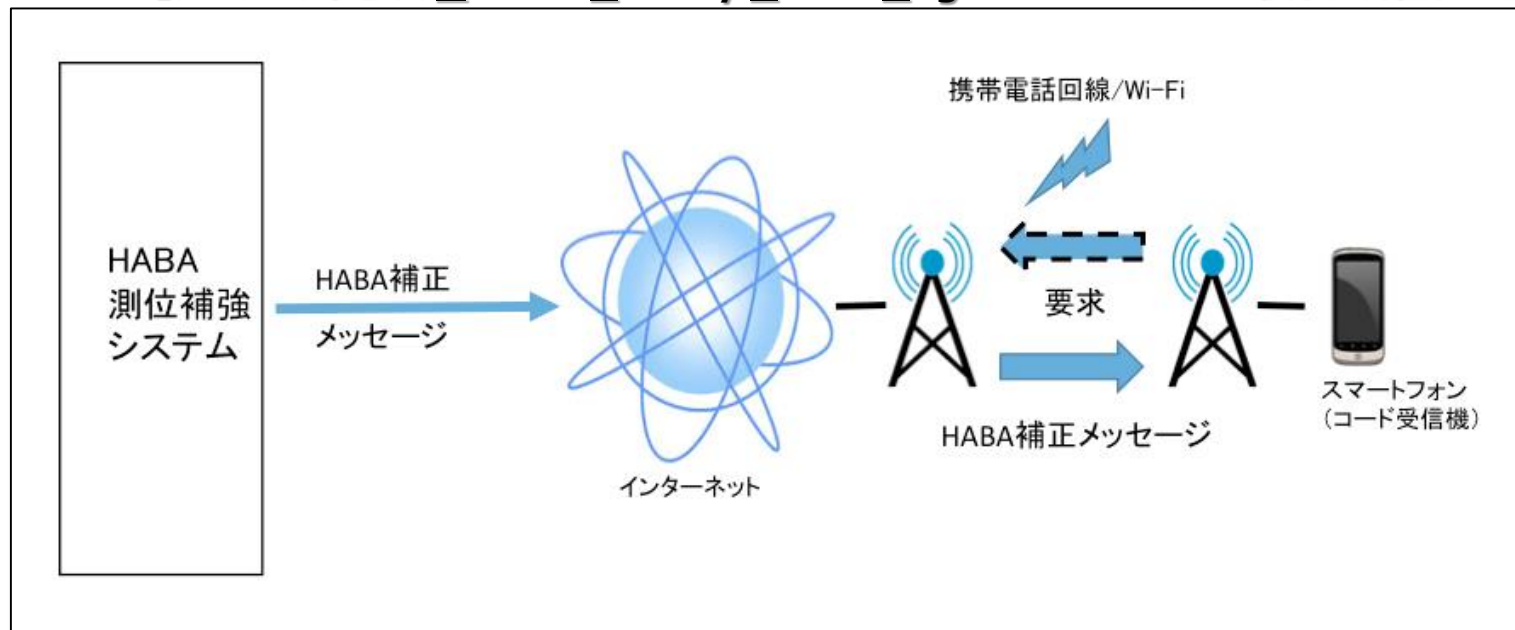 携帯電話回線/Wi-Fi
HABA
測位補強
システム
HABA補正
メッセージ
要求
HABA補正メッセージ
スマートフォン
(コード受信機)
インターネット